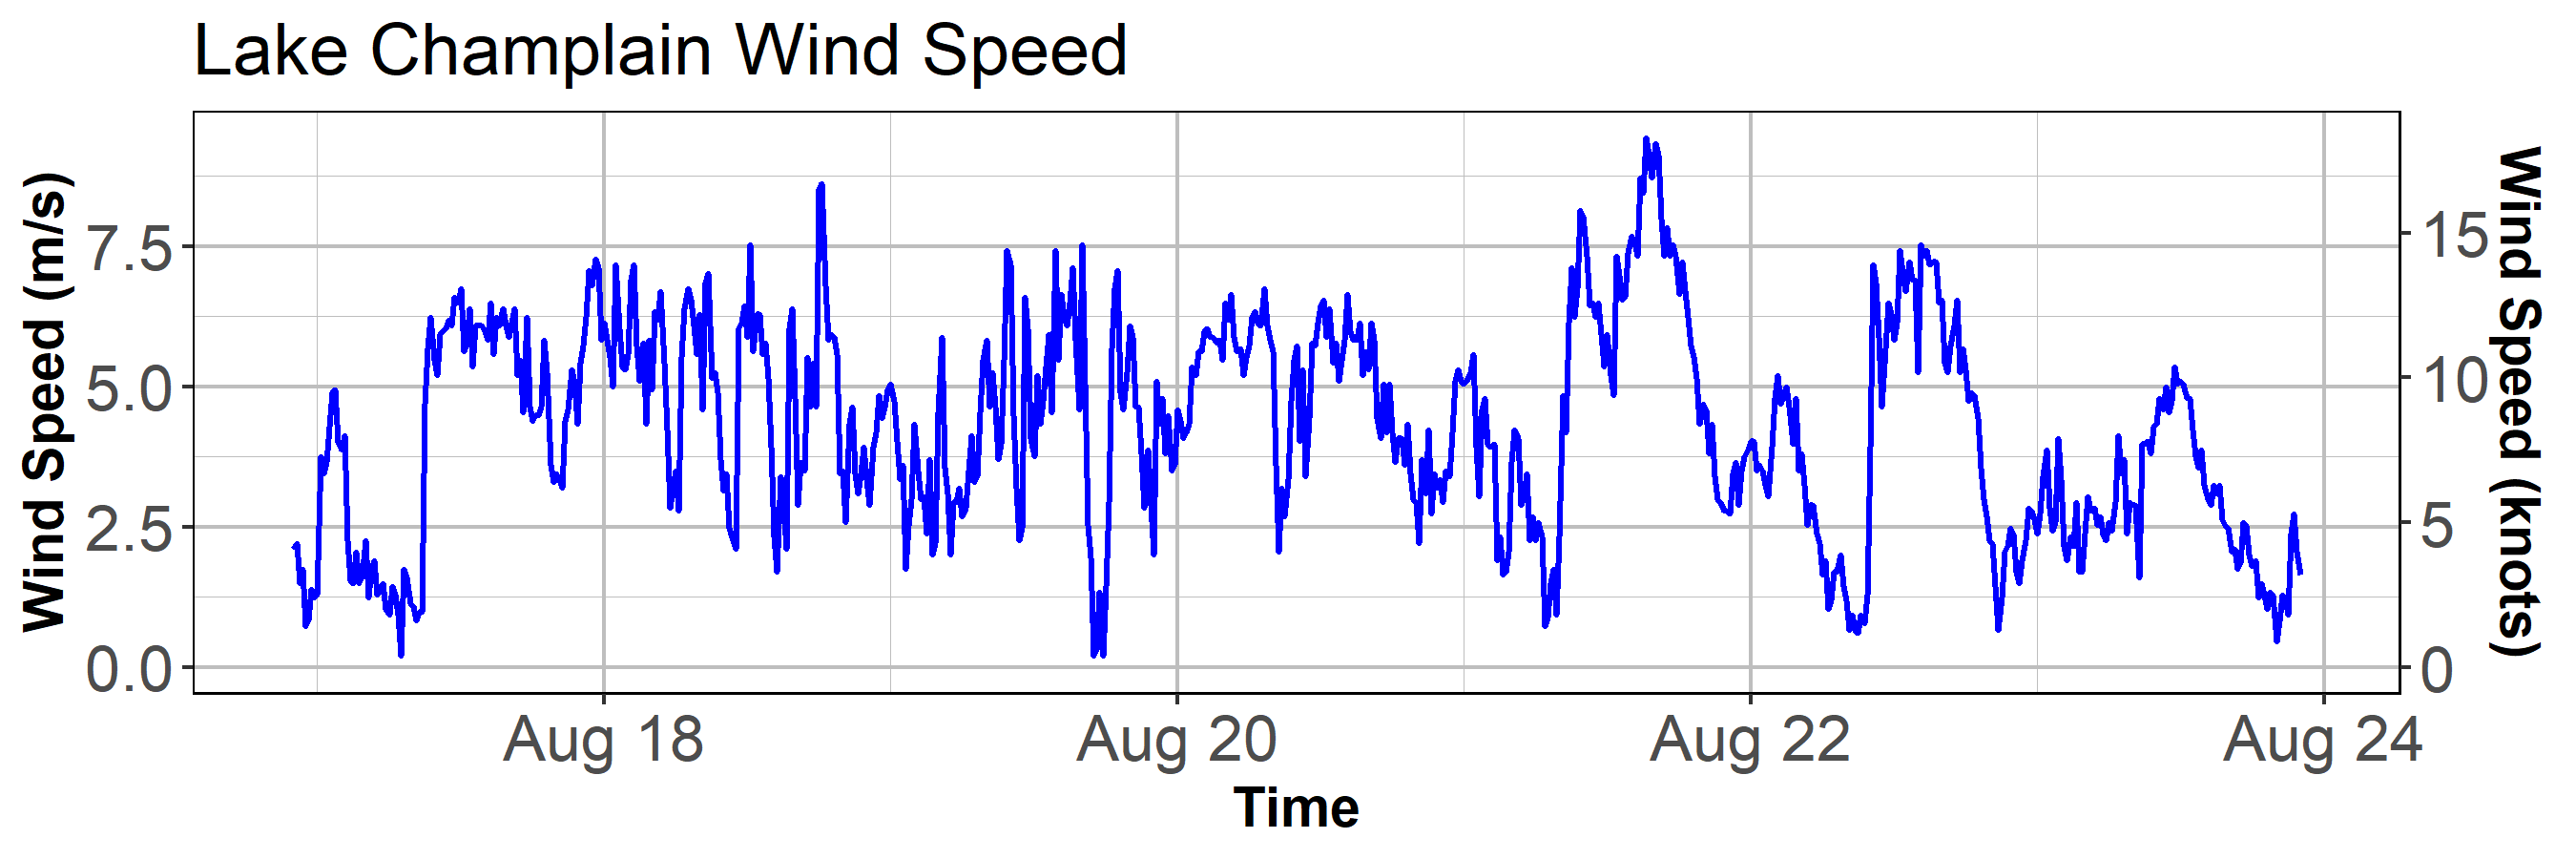 Lake Champlain Wind Speed
Wind Speed (m/s)
7.5
5.0
2.5
0.0
15
10
5
0
Wind Speed (knots)
Aug 18
Aug 20
Aug 22
Aug 24
Time